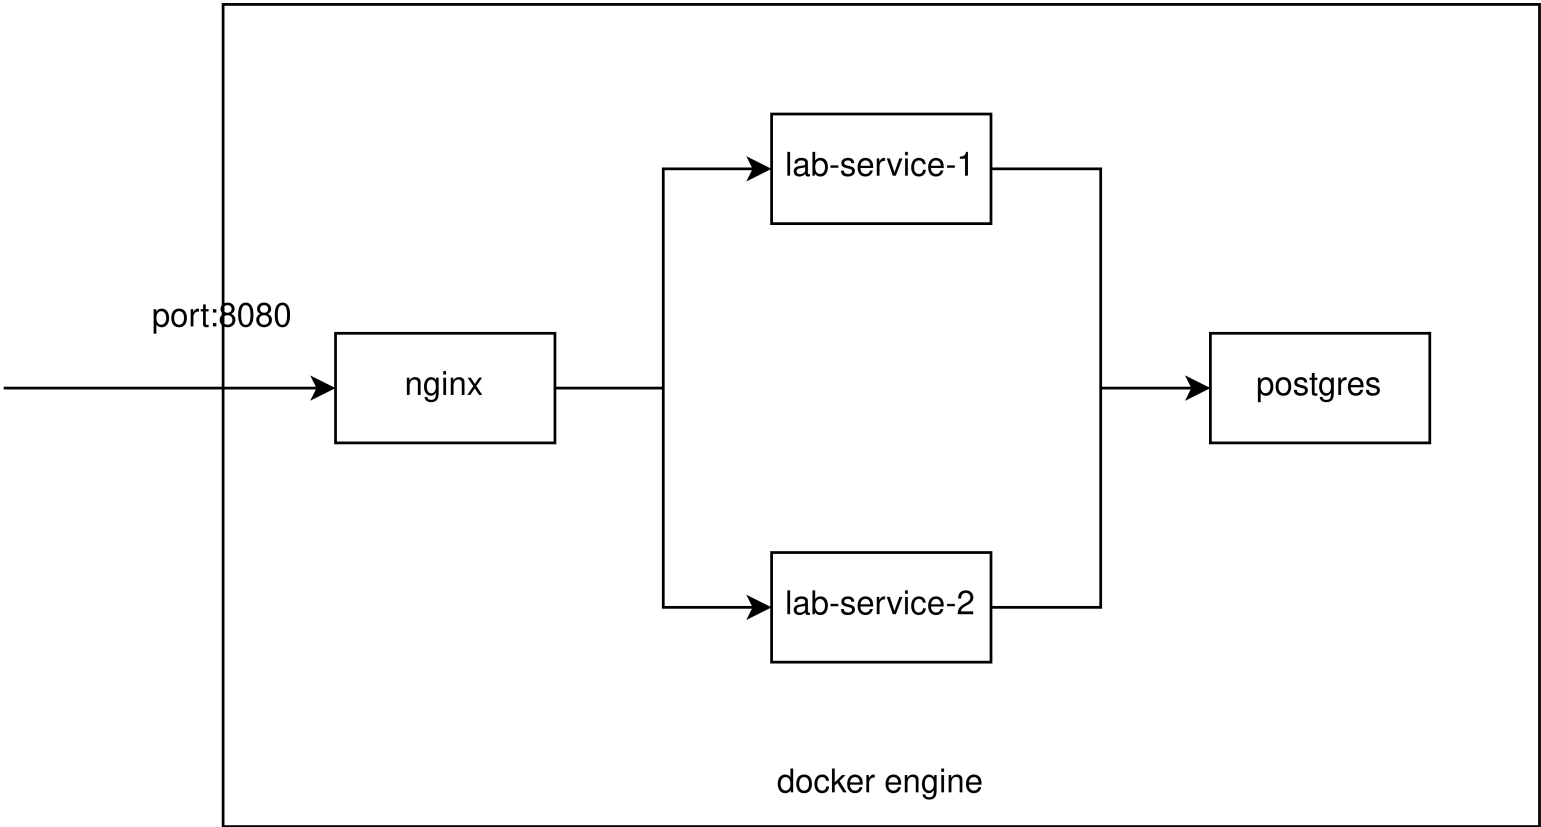 lab-service-1
port:8080
nginx
postgres
lab-service-2
docker engine